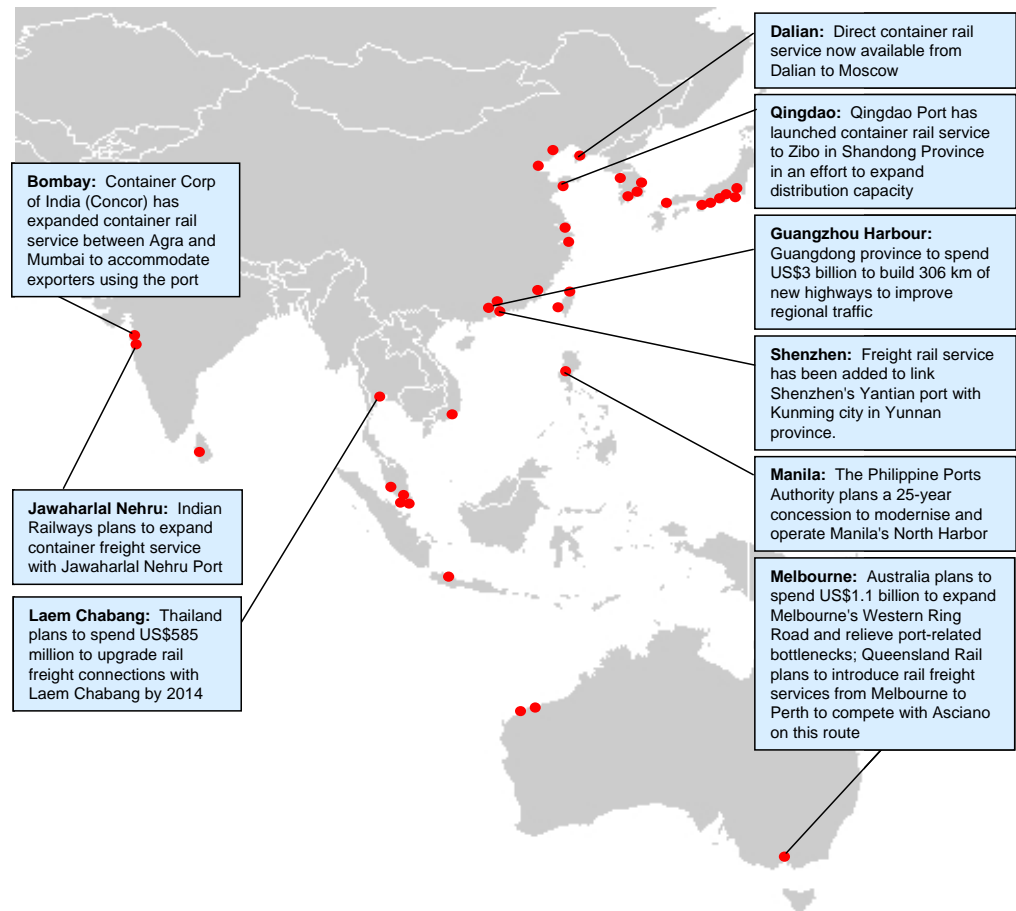 Dalian: Direct container rail
service now available from
Dalian to Moscow
Qingdao: Qingdao Port has
launched container rail service
to Zibo in Shandong Province
in an effort to expand
distribution capacity
Bombay: Container Corp
of India (Concor) has
expanded container rail
service between Agra and
Mumbai to accommodate
exporters using the port
Guangzhou Harbour:
Guangdong province to spend
US$3 billion to build 306 km of
new highways to improve
regional traffic
Shenzhen: Freight rail service
has been added to link
Shenzhen's Yantian port with
Kunming city in Yunnan
province.
Manila: The Philippine Ports
Authority plans a 25-year
concession to modernise and
operate Manila's North Harbor
Jawaharlal Nehru: Indian
Railways plans to expand
container freight service
with Jawaharlal Nehru Port
Laem Chabang: Thailand
plans to spend US$585
million to upgrade rail
freight connections with
Laem Chabang by 2014
Melbourne: Australia plans to
spend US$1.1 billion to expand
Melbourne's Western Ring
Road and relieve port-related
bottlenecks; Queensland Rail
plans to introduce rail freight
services from Melbourne to
Perth to compete with Asciano
on this route